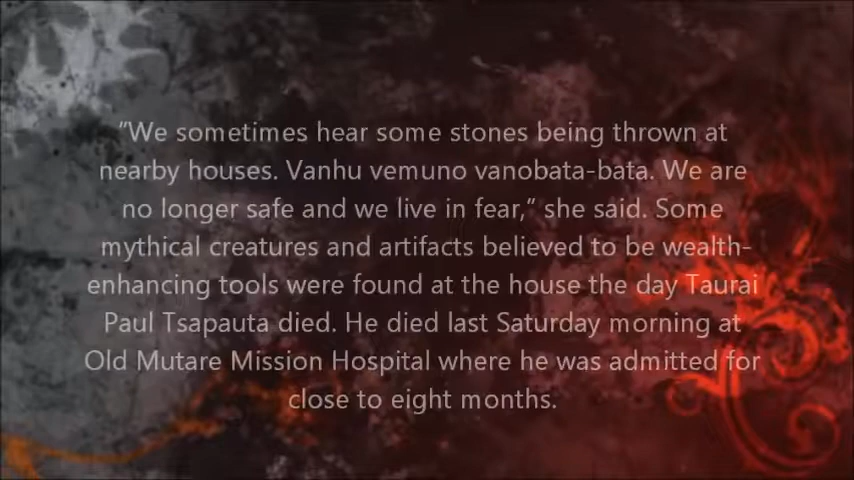 “We sometimes hear some stones being thrown at
nearby houses. Vanhu vemuno vanobata-bata. We are
no longer safe and we live in fear,” she said. Some
mythical creatures and artifacts believed to be wealth-
enhancing tools were found at the house the day Taurai
Paul Tsapauta died. He died last Saturday morning at
Old Mutare Mission Hospital where he was admitted for
close to eight months.